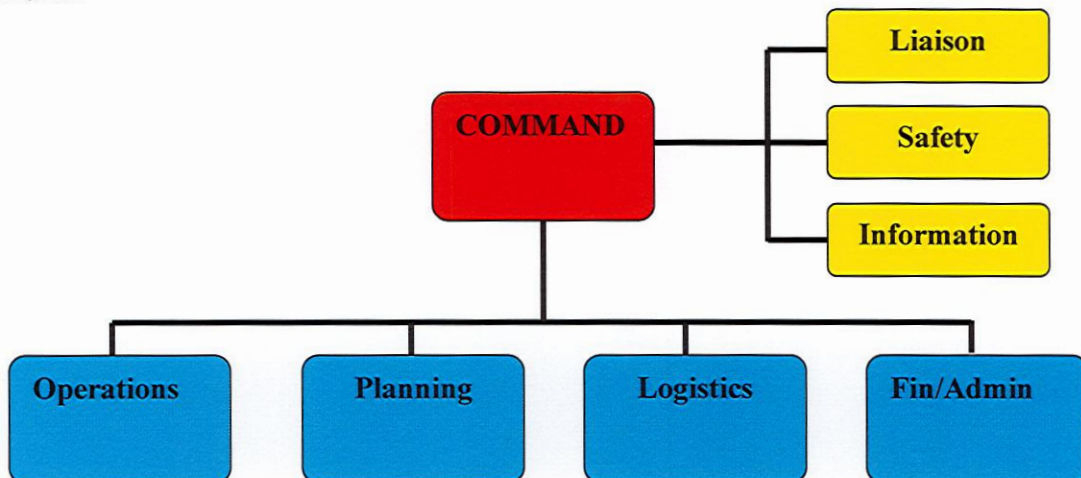 Liaison
COMMAND
Safety
Information
Operations
Planning
Logistics
Fin/Admin